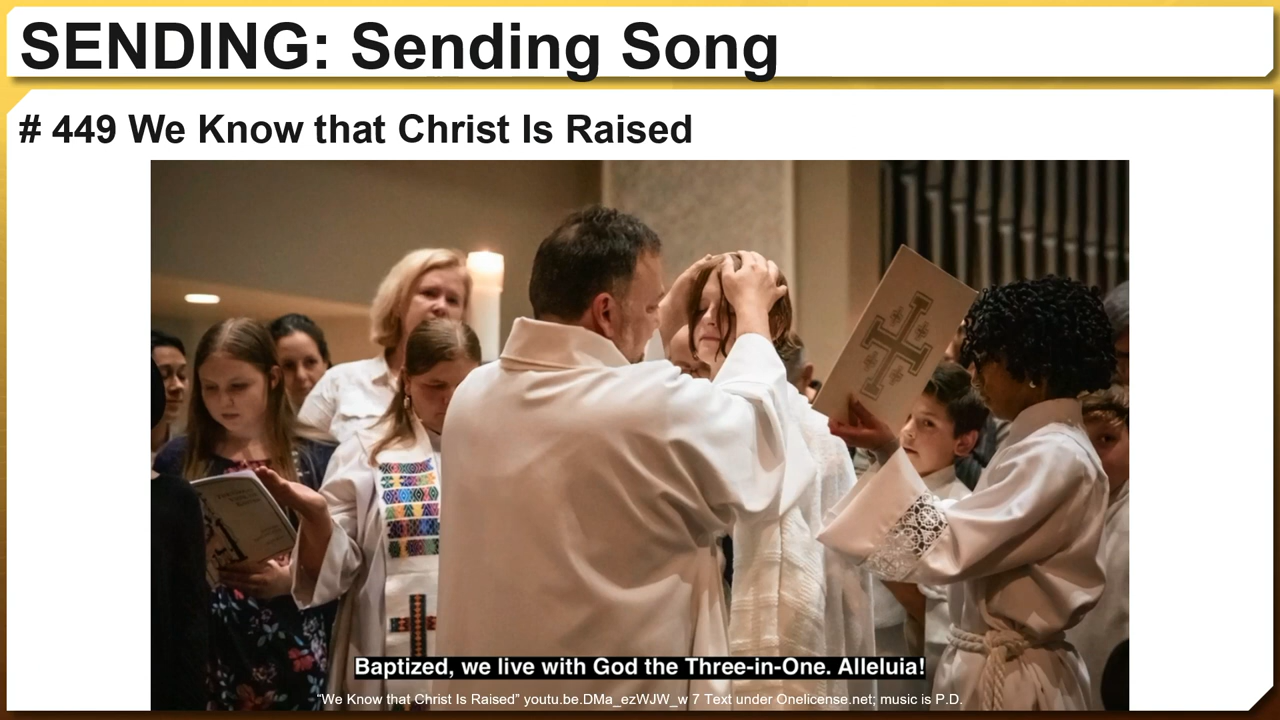 SENDING: Sending Song
# 449 We Know that Christ Is Raised
Baptized, we live with God the Three-in-One. Alleluia!
“We Know that Christ Is Raised” youtu.be.DMa_ezWJW_w 7 Text under Onelicense.net; music is P.D.